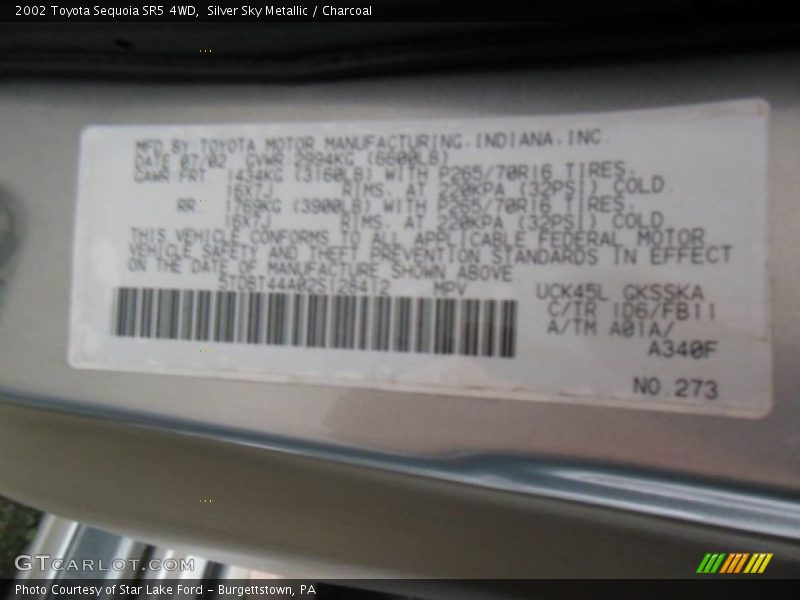 2002 Toyota Sequoia SR5 4WD, Silver Sky Metallic / Charcoal
MFD BY TOYOTA MOTOR MANUFACTURING.INDIANA.INC.
DATE 07/02 GVWR 2994KG (6600LB)
GAWR FRT 1434KG (3160LB) WITH P265/70R16 TIRES.
16X7J RIMS. AT 220KPA (32PSI) COLD
RR 1769KG (3900LB) WITH P265/70R16 TIRES.
16X7J RIMS. AT 220KPA (32PSI) COLD
THIS VEHICLE CONFORMS TO ALL APPLICABLE FEDERAL MOTOR
VEHICLE SAFETY AND THEFT PREVENTION STANDARDS IN EFFECT
ON THE DATE OF MANUFACTURE SHOWN ABOVE
5TDBT44A02S126412 MPV
UCK45L GKSSKA
C/TR 1D6/FB11
A/TM A01A/
A340F
NO 273
GTCarlot.com
Photo Courtesy of Star Lake Ford - Burgettstown, PA